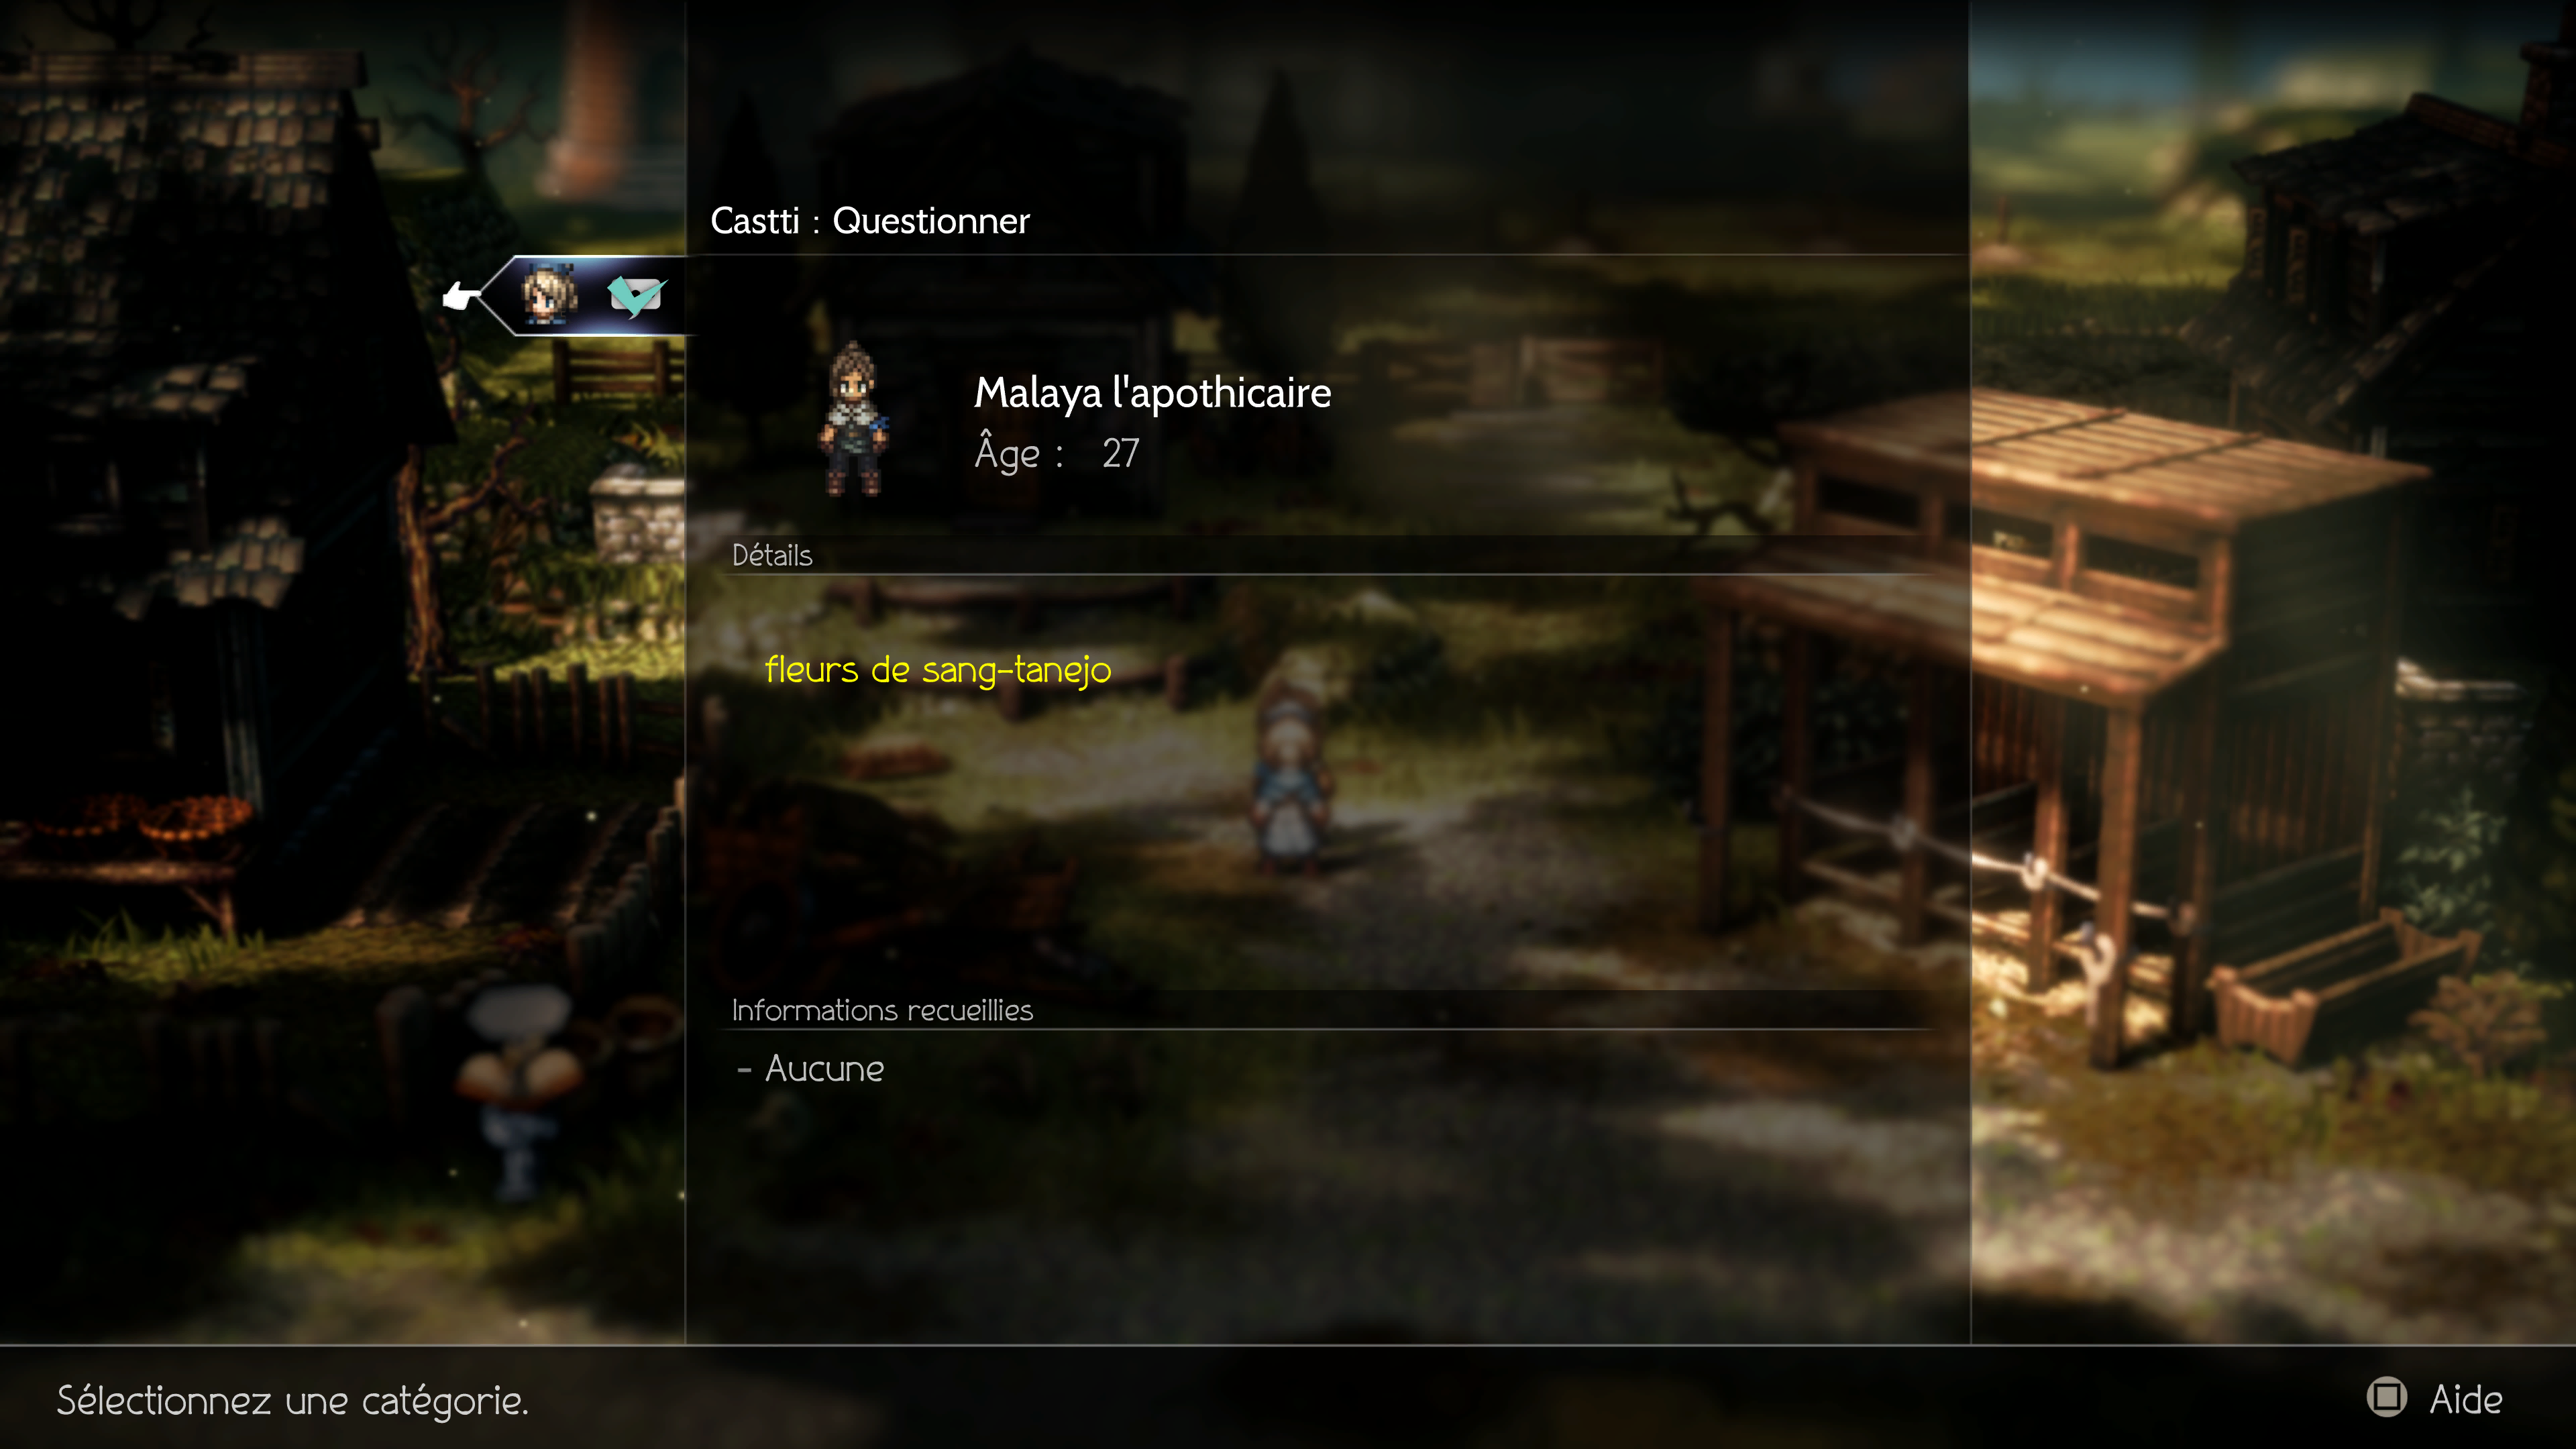 Castti : Questionner
Malaya l'apothicaire
Âge : 27
Détails
fleurs de sang-tanejo
Informations recueillies
- Aucune
Sélectionnez une catégorie.
Aide